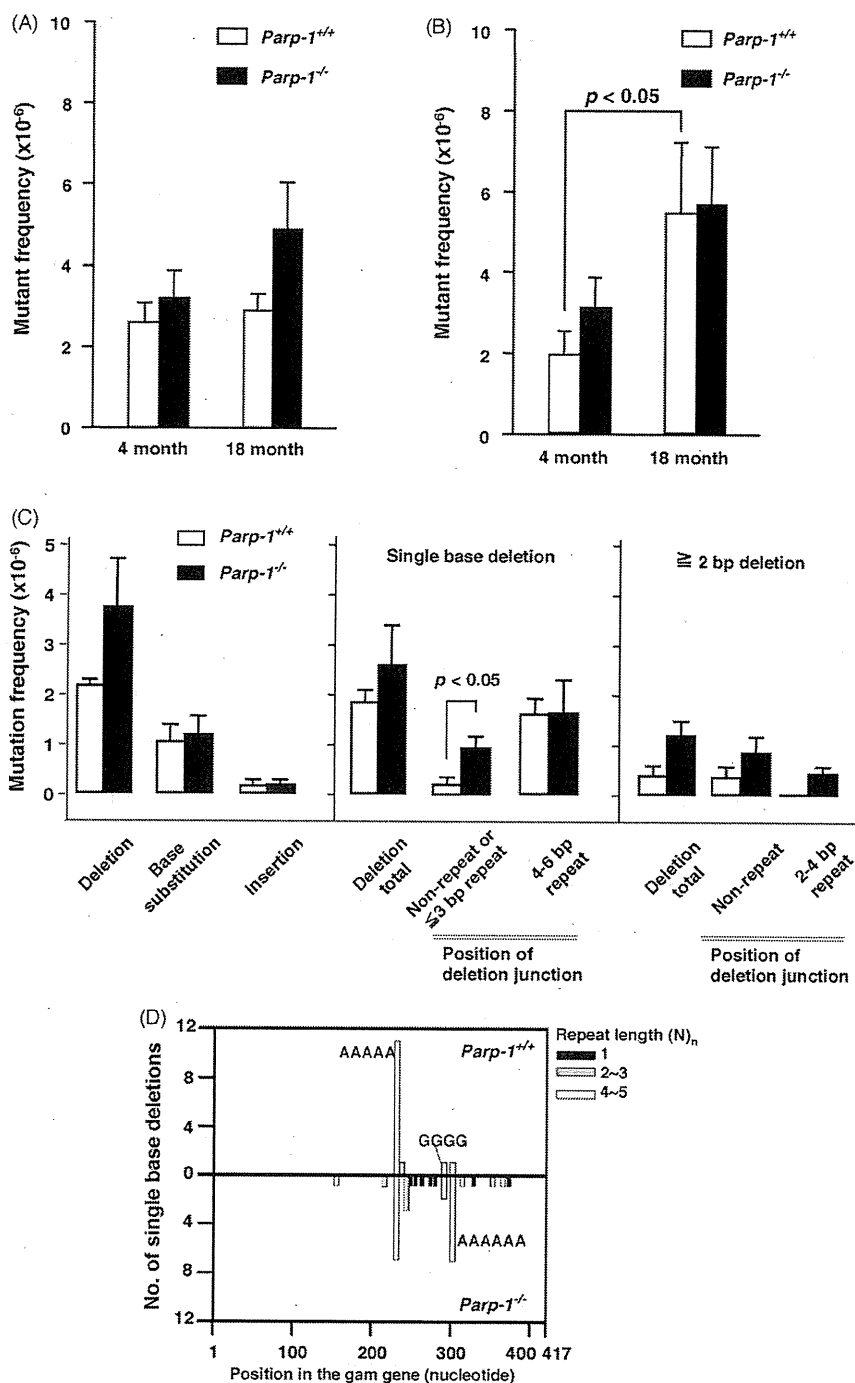 (A)
Parp-1+/+
Parp-1-/-
Mutant frequency (x10-6)
10
8
6
4
2
0
4 month
18 month
(B)
Parp-1+/+
Parp-1-/-
p < 0.05
Mutant frequency (x10-6)
10
8
6
4
2
0
4 month
18 month
(C)
Parp-1+/+
Parp-1-/-
Mutation frequency (x10-6)
5
4
3
2
1
0
Deletion
Base substitution
Insertion
Single base deletion
p < 0.05
Deletion total
Non-repeat or ≦3 bp repeat
4-6 bp repeat
Position of
deletion junction
≧ 2 bp deletion
Deletion total
Non-repeat
2-4 bp repeat
Position of
deletion junction
(D)
No. of single base deletions
12
8
4
0
4
8
12
AAAAA
Parp-1+/+
GGGG
AAAAAA
Parp-1-/-
Repeat length (N)n
1
2~3
4~5
1
100
200
300
400
417
Position in the gam gene (nucleotide)